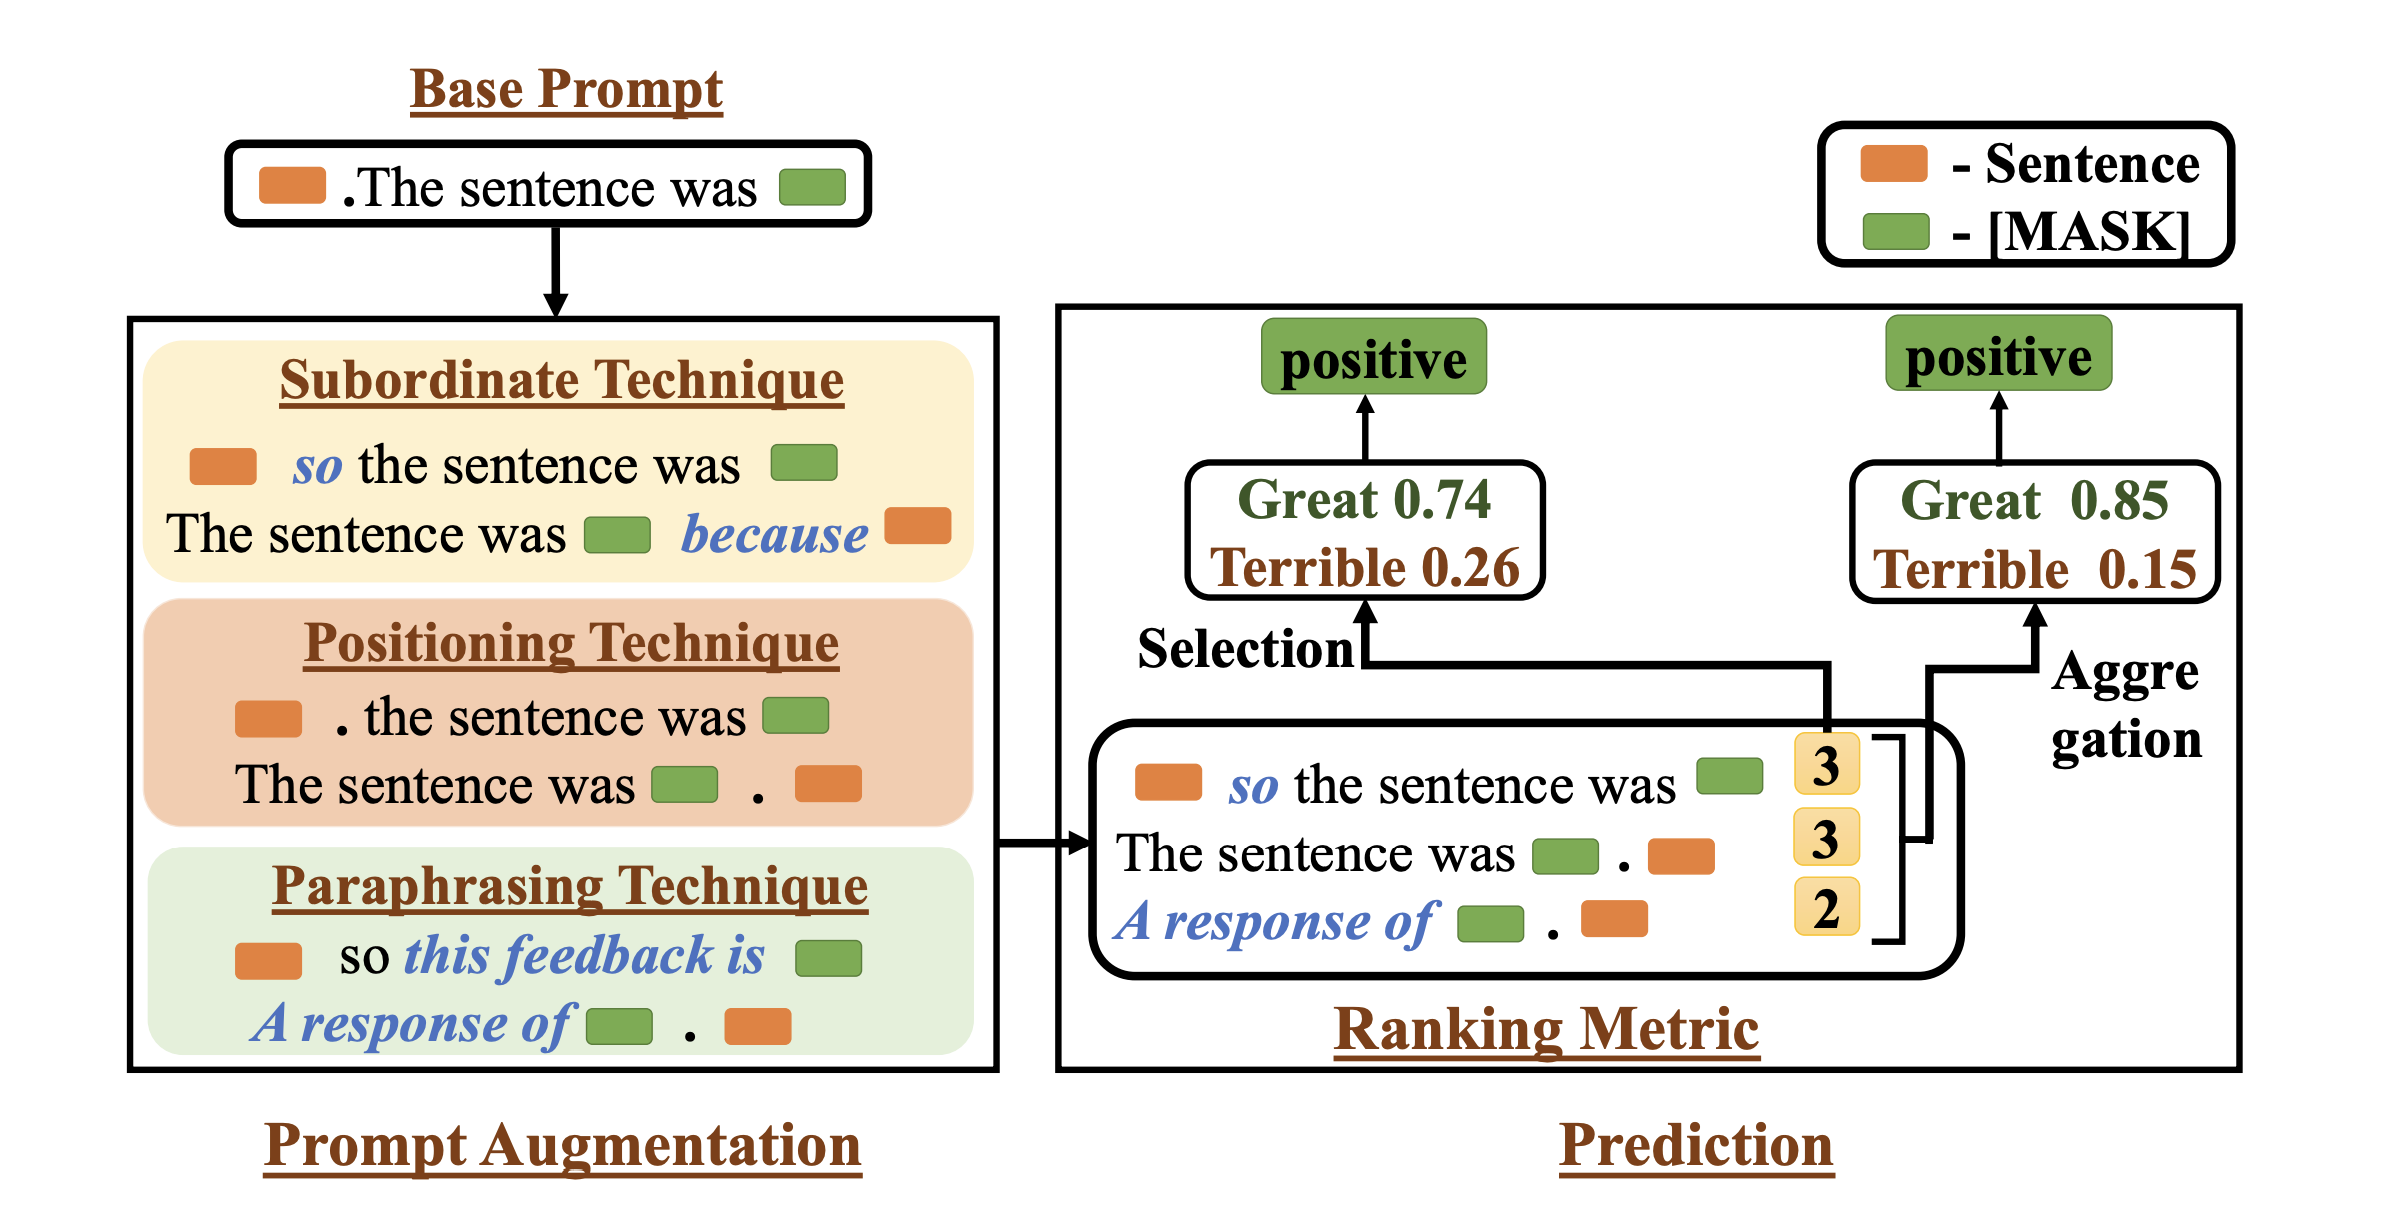 Base Prompt
.The sentence was
- Sentence
- [MASK]
Subordinate Technique
so the sentence was
The sentence was because
Positioning Technique
. the sentence was
The sentence was .
Paraphrasing Technique
so this feedback is
A response of .
Prompt Augmentation
positive
positive
Great 0.74
Terrible 0.26
Great 0.85
Terrible 0.15
Selection
Aggre
gation
so the sentence was 3
The sentence was . 3
A response of . 2
Ranking Metric
Prediction